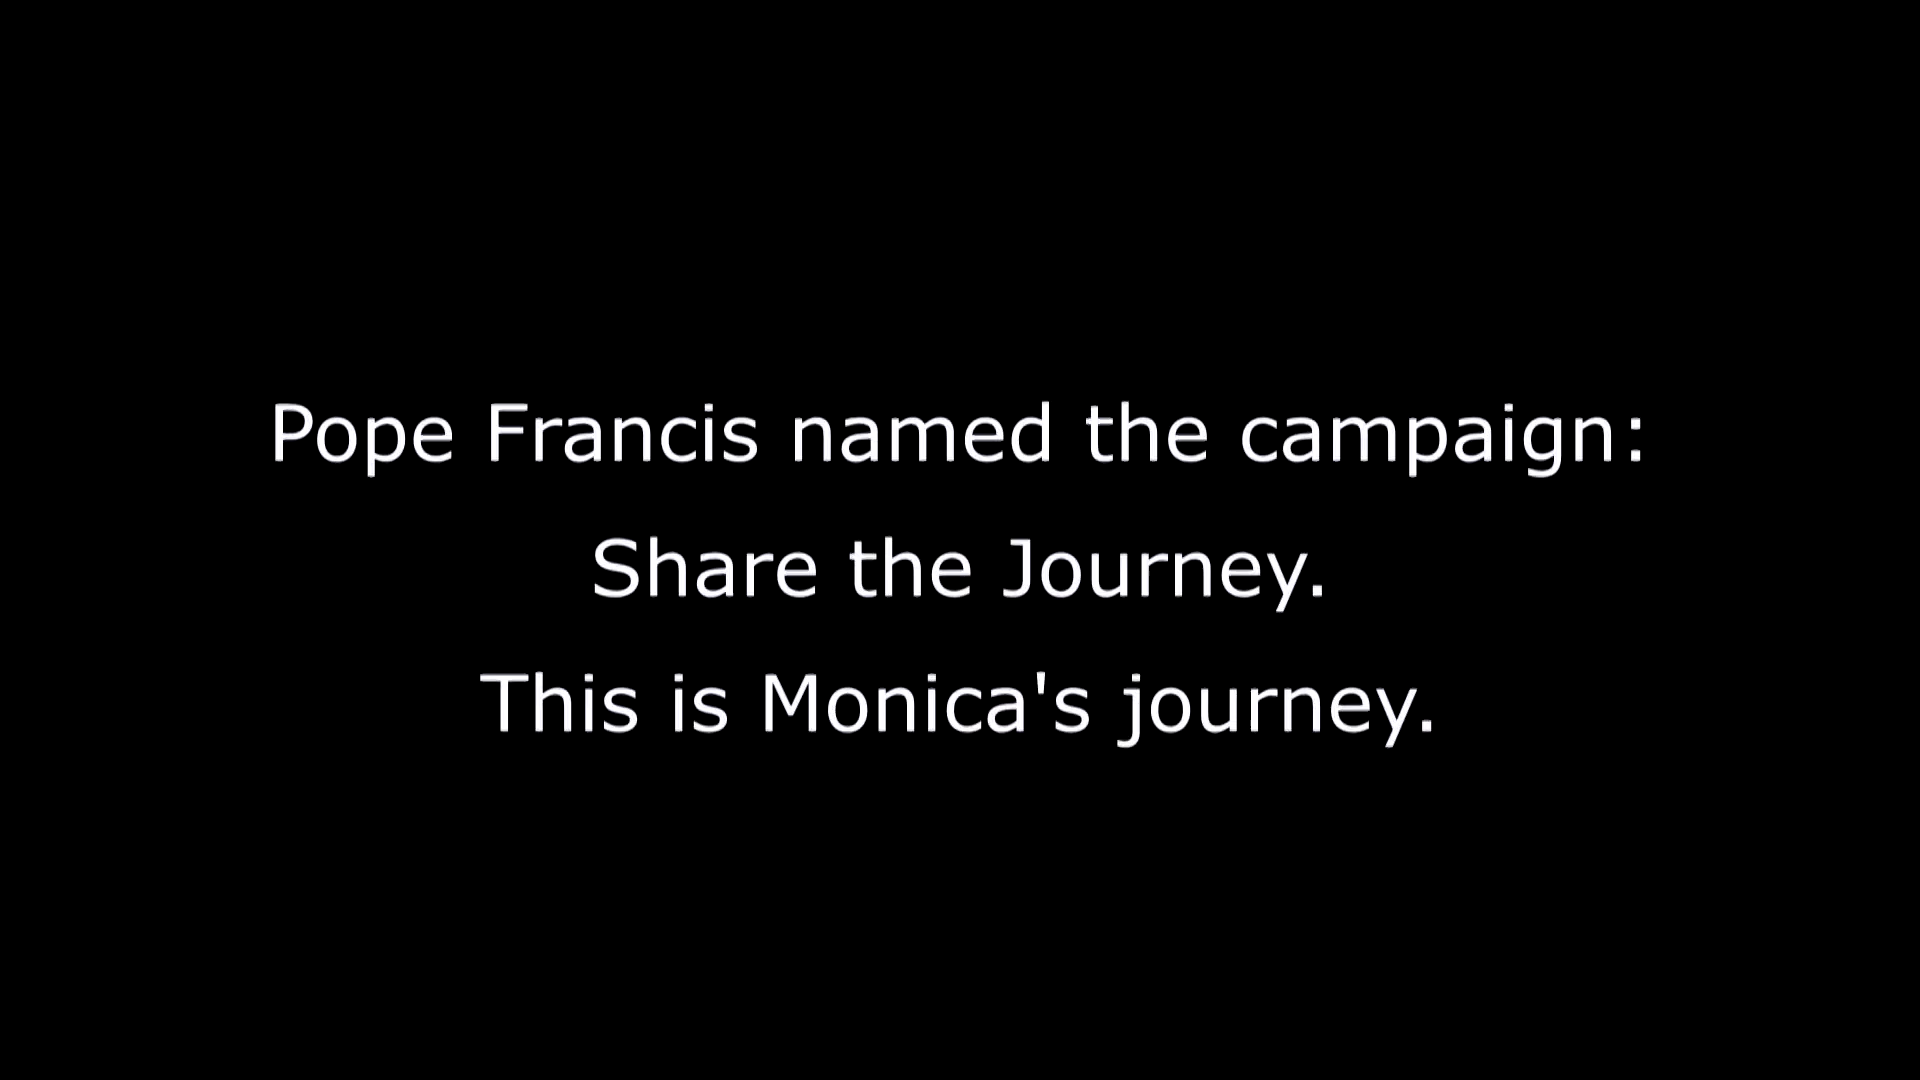 Pope Francis named the campaign:
Share the Journey.
This is Monica's journey.